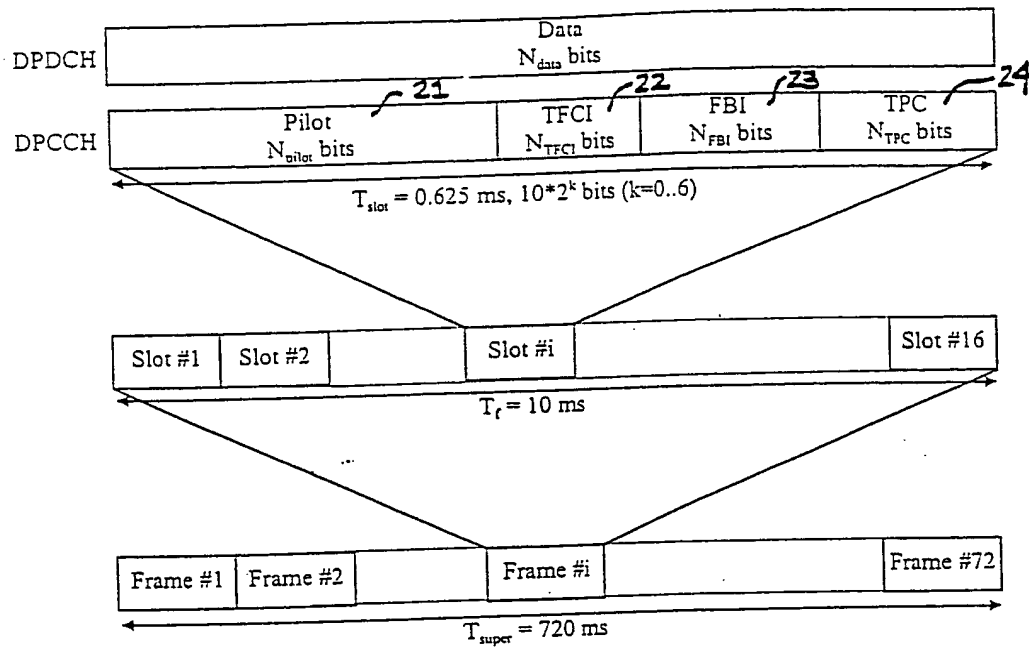 Data
DPDCH
N_data bits
21 22 23 24
Pilot TFCI FBI TPC
DPCCH
N_pilot bits N_TFCI bits N_FBI bits N_TPC bits
T_slot = 0.625 ms, 10*2^k bits (k=0..6)
Slot #1 Slot #2 Slot #i Slot #16
T_f = 10 ms
Frame #1 Frame #2 Frame #i Frame #72
T_super = 720 ms